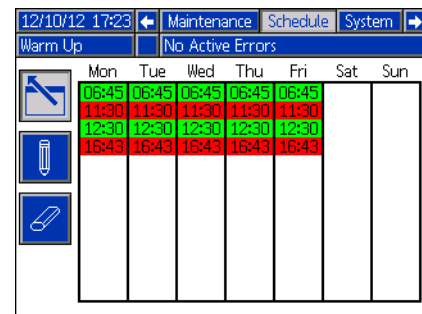 12/10/12 17:23 Maintenance Schedule System
Warm Up No Active Errors
Mon Tue Wed Thu Fri Sat Sun
06:45 06:45 06:45 06:45 06:45
11:30 11:30 11:30 11:30 11:30
12:30 12:30 12:30 12:30 12:30
16:43 16:43 16:43 16:43 16:43